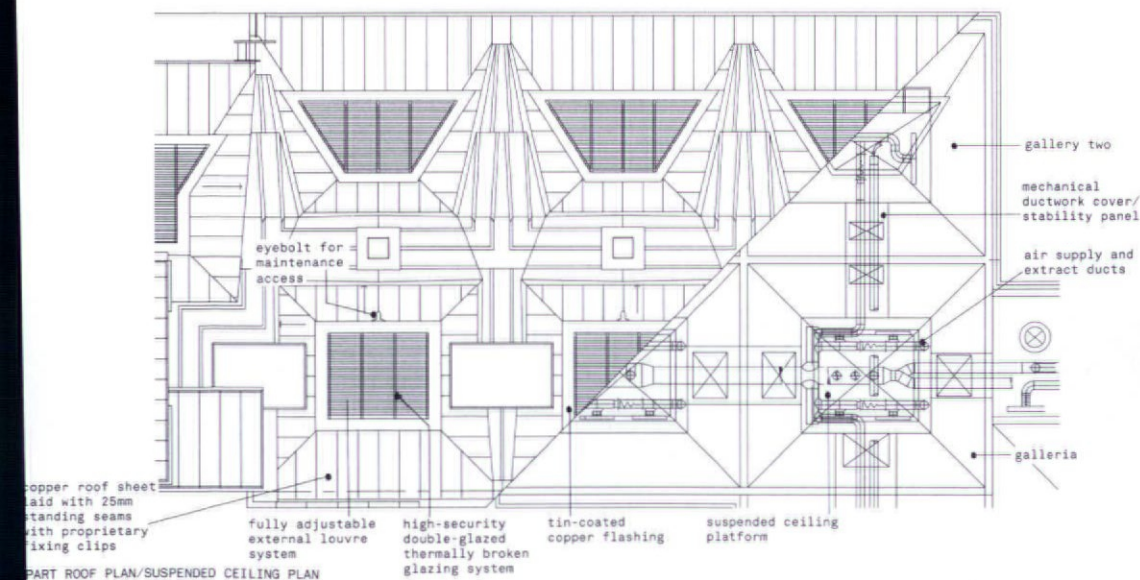 gallery two
mechanical
ductwork cover/
stability panel
air supply and
extract ducts
eyebolt for
maintenance
access
galleria
copper roof sheet
laid with 25mm
standing seams
with proprietary
fixing clips
fully adjustable
external louvre
system
high-security
double-glazed
thermally broken
glazing system
tin-coated
copper flashing
suspended ceiling
platform
PART ROOF PLAN/SUSPENDED CEILING PLAN